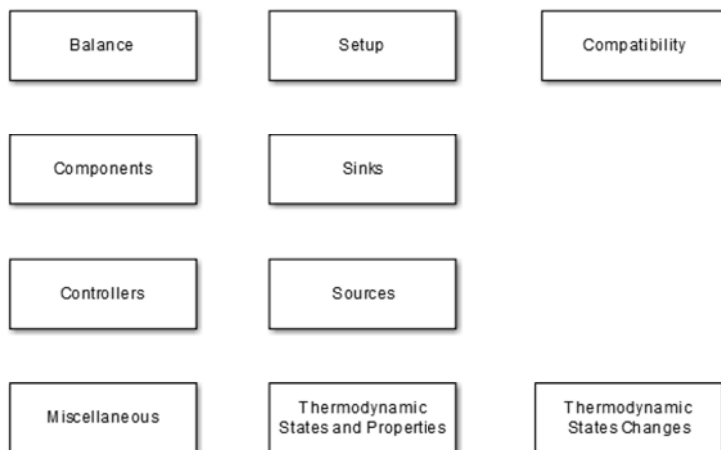 Balance
Setup
Compatibility
Components
Sinks
Controllers
Sources
Miscellaneous
Thermodynamic
States and Properties
Thermodynamic
States Changes